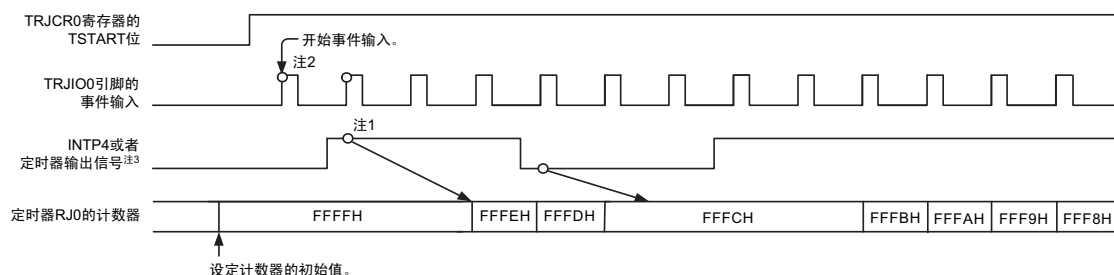 TRJCR0寄存器的
TSTART位
开始事件输入。
注2
TRJIO0引脚的
事件输入
注1
INTP4或者
定时器输出信号注3
定时器RJ0的计数器
FFFFH
FFFEH
FFFDH
FFFCH
FFFBH
FFFAH
FFF9H
FFF8H
设定计数器的初始值。